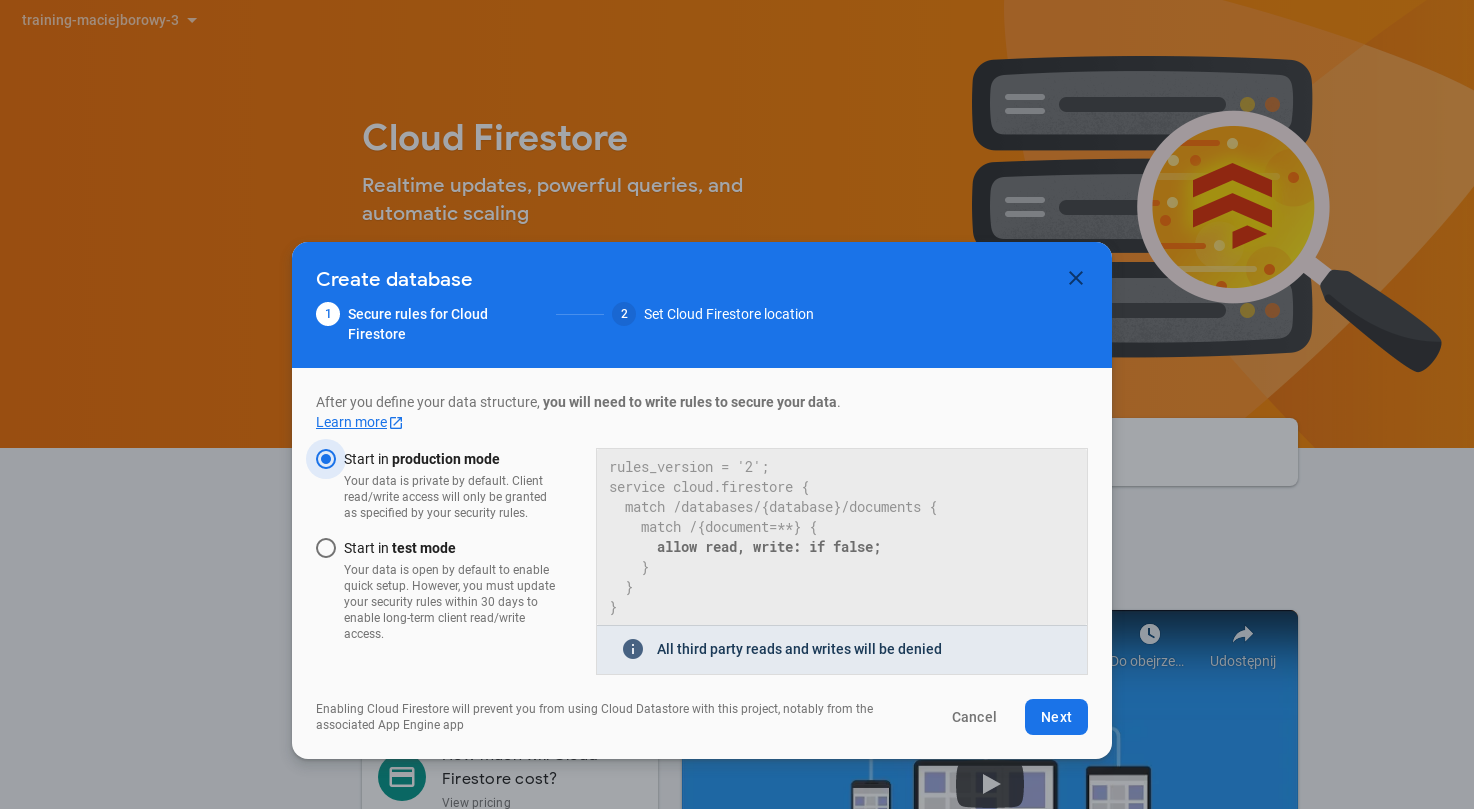 training-maciejborowy-3
Cloud Firestore
Realtime updates, powerful queries, and
automatic scaling
Create database
1 Secure rules for Cloud
Firestore
2 Set Cloud Firestore location
After you define your data structure, you will need to write rules to secure your data.
Learn more
Start in production mode
Your data is private by default. Client
read/write access will only be granted
as specified by your security rules.
Start in test mode
Your data is open by default to enable
quick setup. However, you must update
your security rules within 30 days to
enable long-term client read/write
access.
rules_version = '2';
service cloud.firestore {
  match /databases/{database}/documents {
    match /{document=**} {
      allow read, write: if false;
    }
  }
}
All third party reads and writes will be denied
Do obejrze...
Udostępnij
Enabling Cloud Firestore will prevent you from using Cloud Datastore with this project, notably from the
associated App Engine app
Cancel
Next
Firestore cost?
View pricing